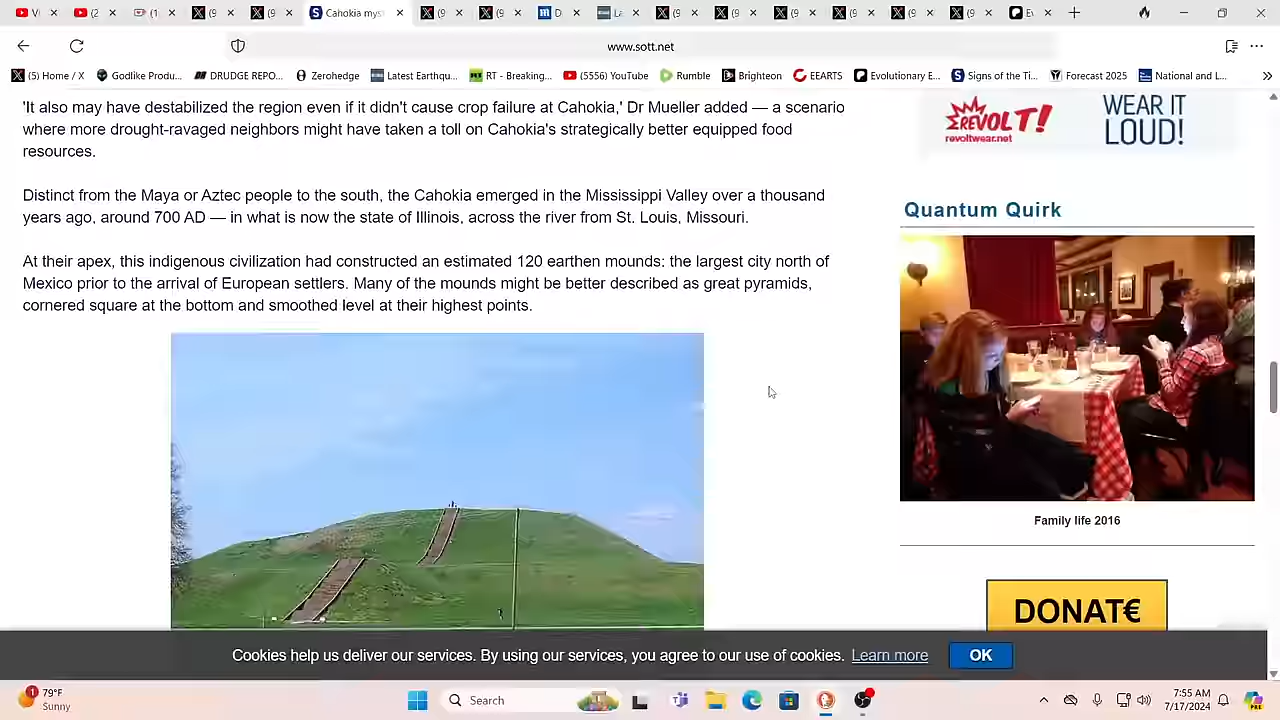 Cahokia mys
www.sott.net
(5) Home / X
Godlike Produ...
DRUDGE REPO...
Zerohedge
Latest Earthqu...
RT - Breaking...
(5556) YouTube
Rumble
Brighteon
EEARTS
Evolutionary E...
Signs of the Ti...
Forecast 2025
National and L...
'It also may have destabilized the region even if it didn't cause crop failure at Cahokia,' Dr Mueller added — a scenario
where more drought-ravaged neighbors might have taken a toll on Cahokia's strategically better equipped food
resources.
Distinct from the Maya or Aztec people to the south, the Cahokia emerged in the Mississippi Valley over a thousand
years ago, around 700 AD — in what is now the state of Illinois, across the river from St. Louis, Missouri.
At their apex, this indigenous civilization had constructed an estimated 120 earthen mounds: the largest city north of
Mexico prior to the arrival of European settlers. Many of the mounds might be better described as great pyramids,
cornered square at the bottom and smoothed level at their highest points.
REVOLT!
revoltwear.net
WEAR IT
LOUD!
Quantum Quirk
Family life 2016
DONAT€
Cookies help us deliver our services. By using our services, you agree to our use of cookies. Learn more
OK
1
79°F
Sunny
Search
7:55 AM
7/17/2024